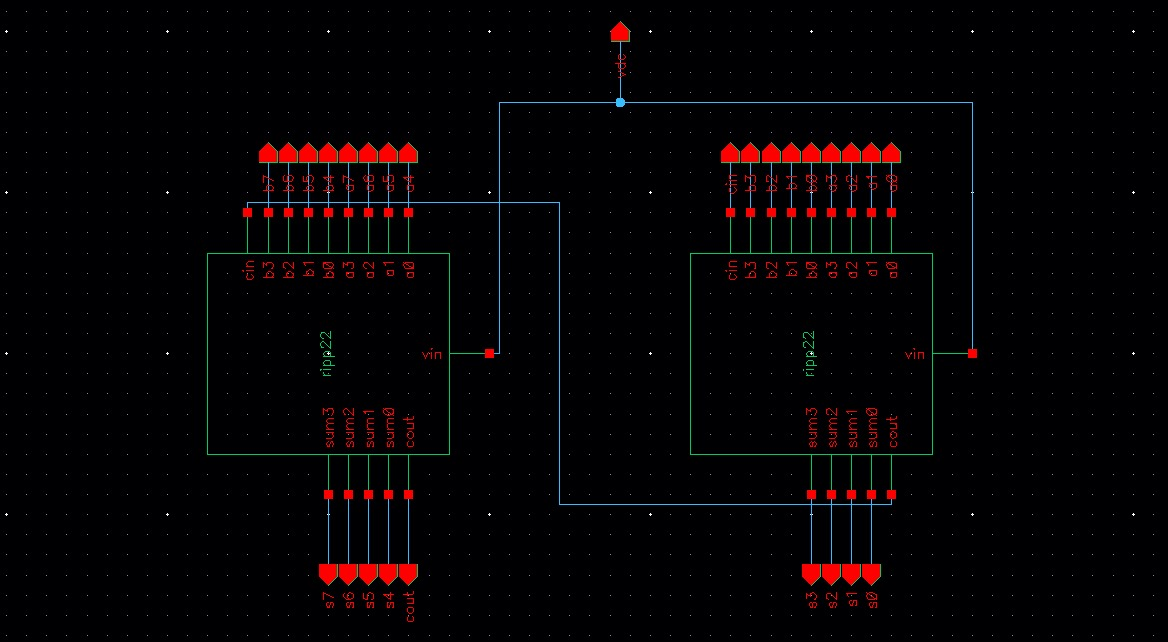 vdc
b7 b6 b5 b4 a7 a6 a5 a4
cin b3 b2 b1 b0 a3 a2 a1 a0
cin b3 b2 b1 b0 a3 a2 a1 a0
cin b3 b2 b1 b0 a3 a2 a1 a0
ripp22
vin
ripp22
vin
sum3 sum2 sum1 sum0 cout
sum3 sum2 sum1 sum0 cout
s7 s6 s5 s4 cout
s3 s2 s1 s0